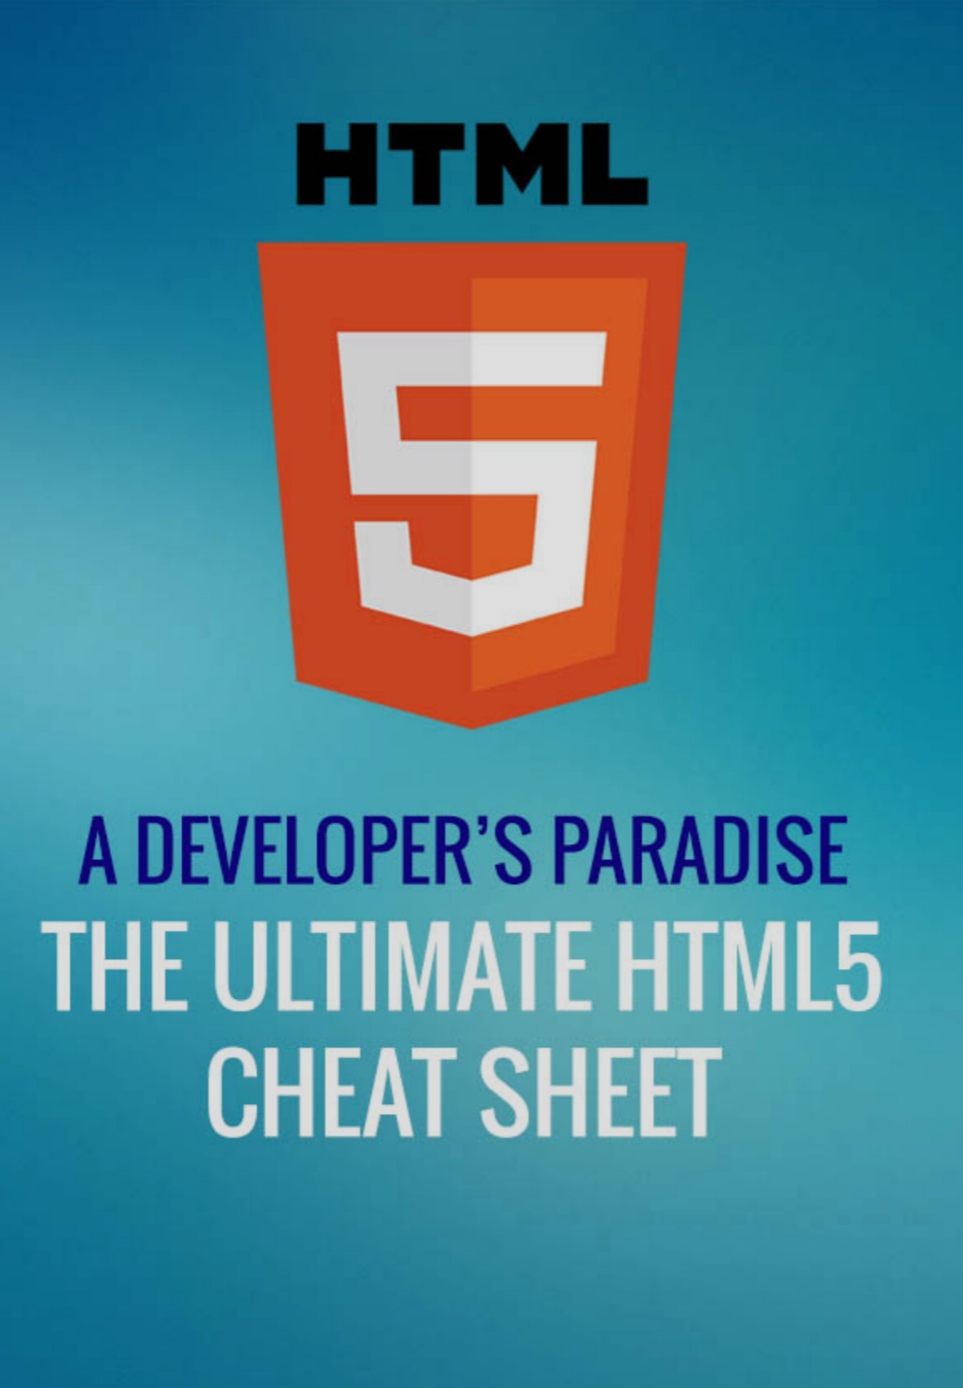 HTML
5
A DEVELOPER’S PARADISE
THE ULTIMATE HTML5
CHEAT SHEET